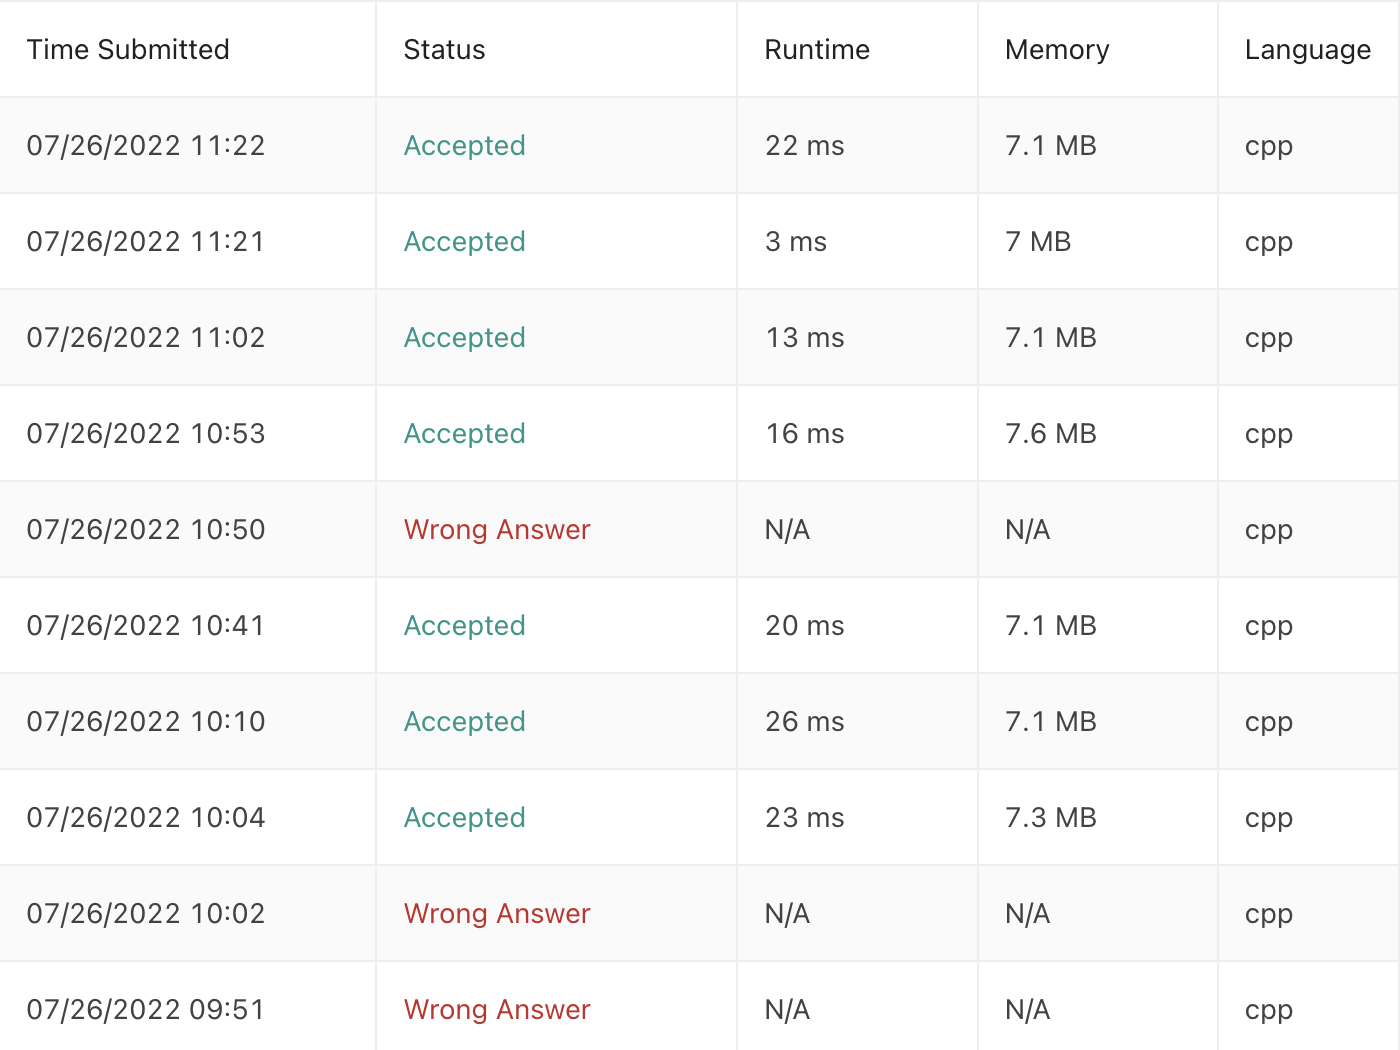 Time Submitted Status Runtime Memory Language
07/26/2022 11:22 Accepted 22 ms 7.1 MB cpp
07/26/2022 11:21 Accepted 3 ms 7 MB cpp
07/26/2022 11:02 Accepted 13 ms 7.1 MB cpp
07/26/2022 10:53 Accepted 16 ms 7.6 MB cpp
07/26/2022 10:50 Wrong Answer N/A N/A cpp
07/26/2022 10:41 Accepted 20 ms 7.1 MB cpp
07/26/2022 10:10 Accepted 26 ms 7.1 MB cpp
07/26/2022 10:04 Accepted 23 ms 7.3 MB cpp
07/26/2022 10:02 Wrong Answer N/A N/A cpp
07/26/2022 09:51 Wrong Answer N/A N/A cpp